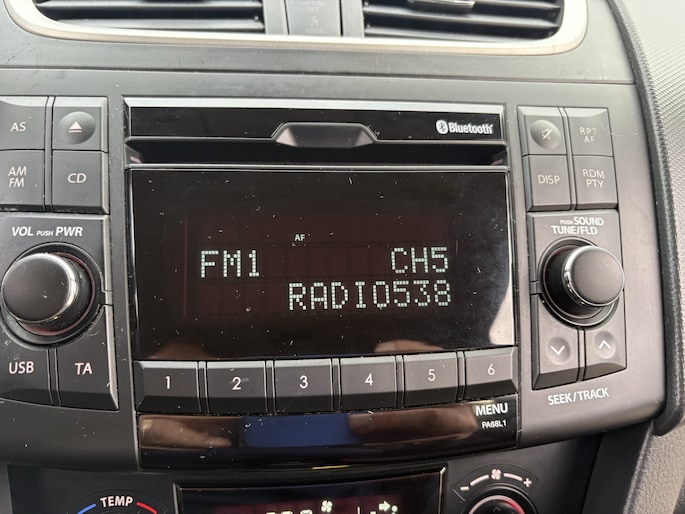 Bluetooth
AS
RPT
AF
AM
FM
CD
DISP
RDM
PTY
VOL PUSH PWR
PUSH SOUND
TUNE/FLD
AF
FM1 CH5
RADIO538
USB
TA
1 2 3 4 5 6
SEEK/TRACK
MENU
PA68L1
TEMP